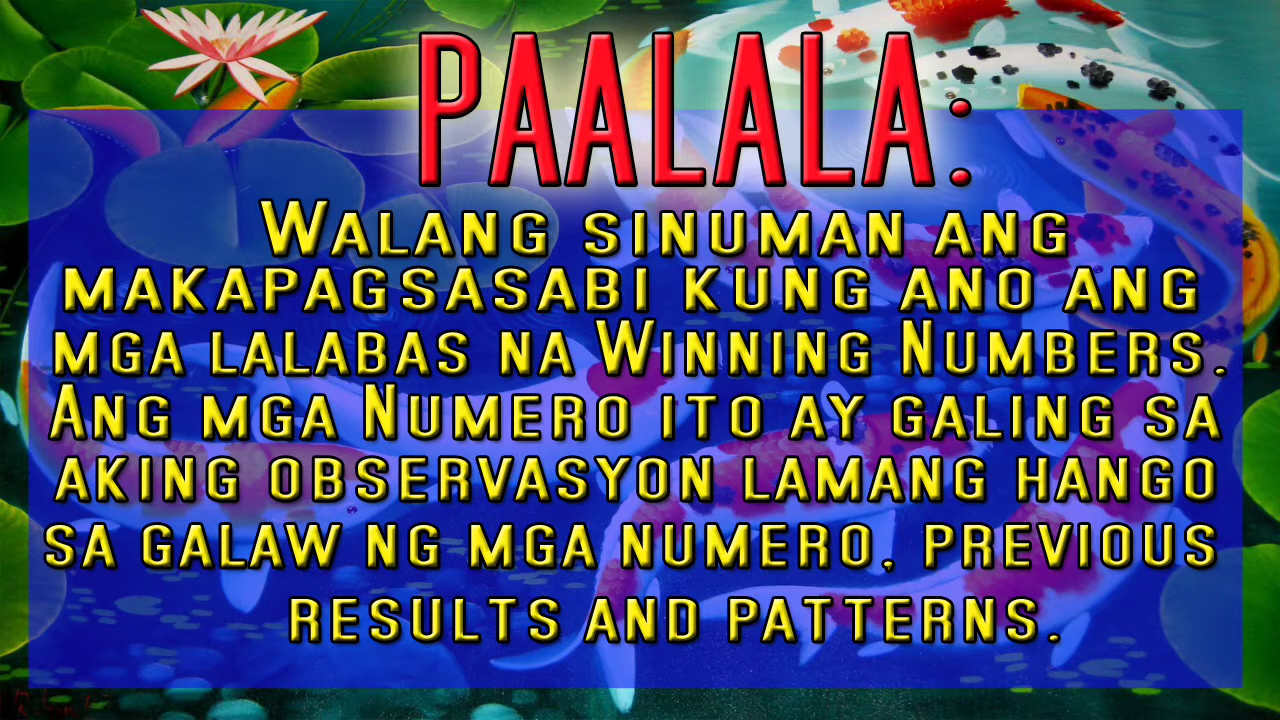 PAALALA:
WALANG SINUMAN ANG
MAKAPAGSASABI KUNG ANO ANG
MGA LALABAS NA WINNING NUMBERS.
ANG MGA NUMERO ITO AY GALING SA
AKING OBSERVASYON LAMANG HANGO
SA GALAW NG MGA NUMERO, PREVIOUS
RESULTS AND PATTERNS.